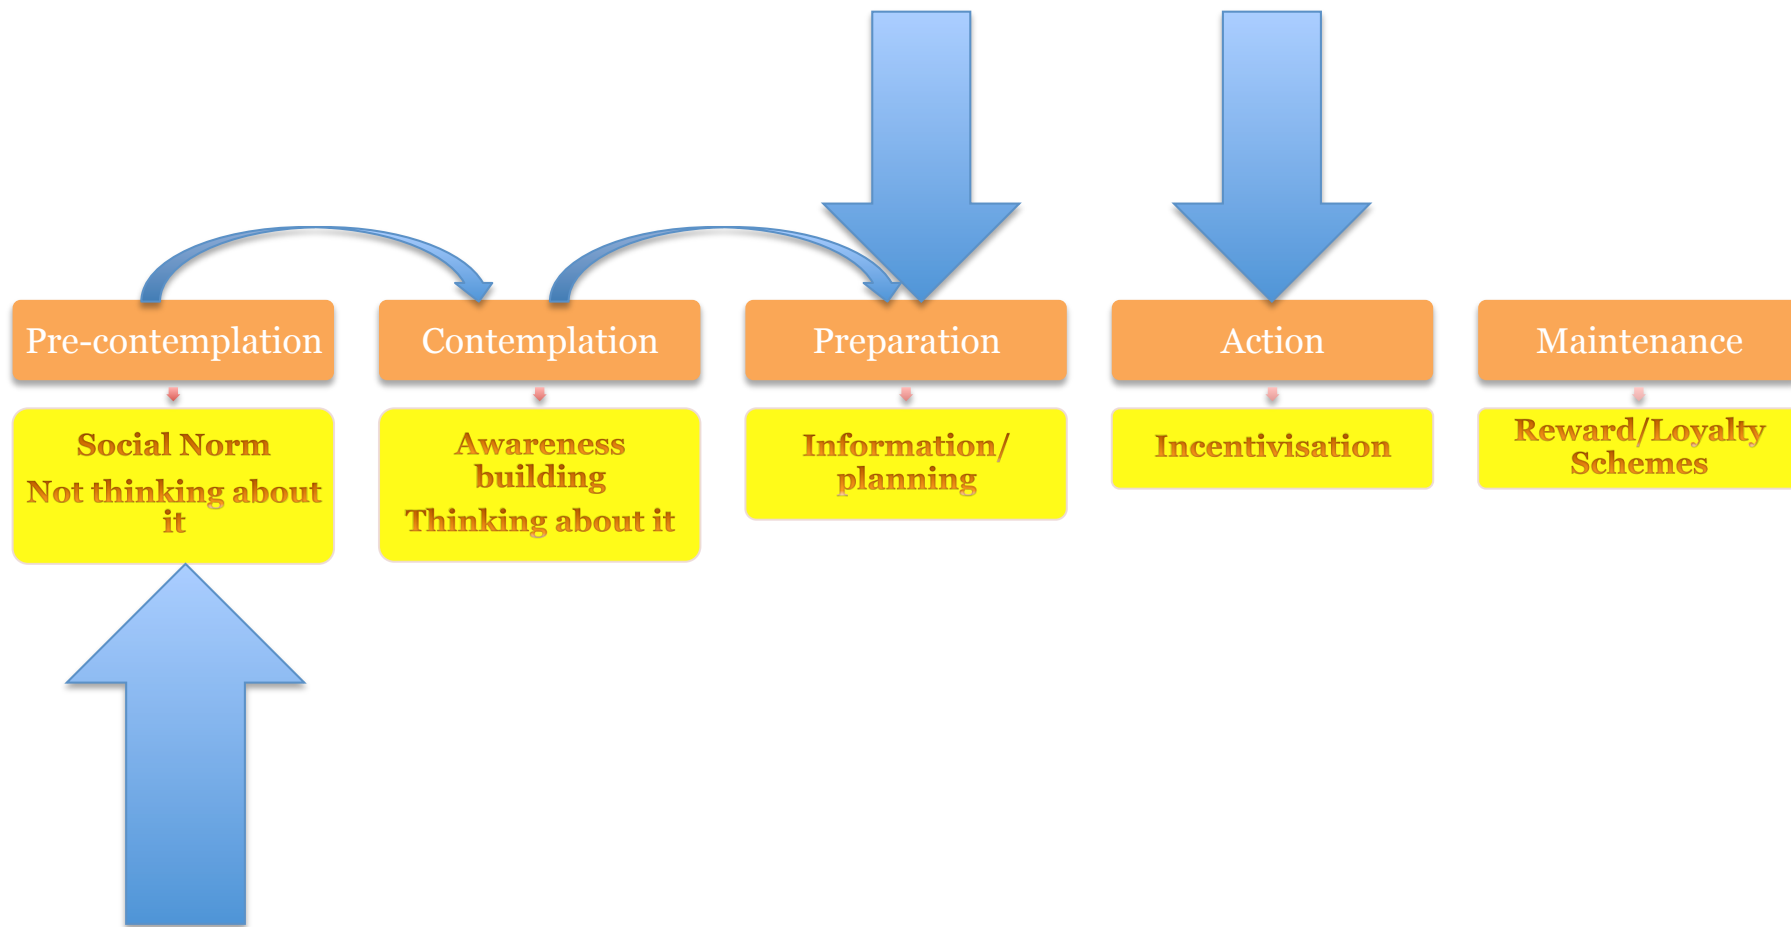 Pre-contemplation
Contemplation
Preparation
Action
Maintenance
Social Norm
Not thinking about
it
Awareness
building
Thinking about it
Information/
planning
Incentivisation
Reward/Loyalty
Schemes